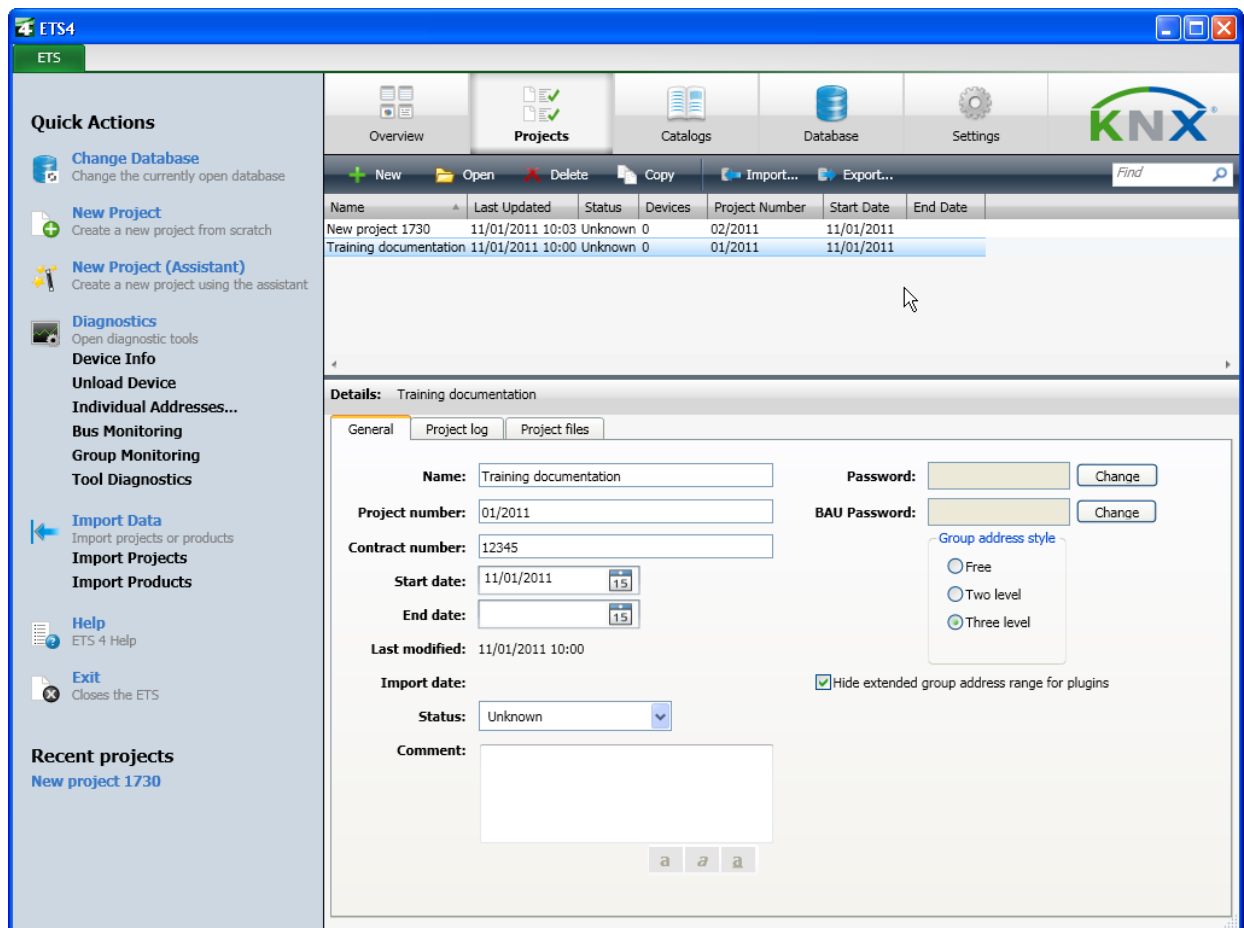 4 ETS4
ETS
Quick Actions
Change Database
Change the currently open database
New Project
Create a new project from scratch
New Project (Assistant)
Create a new project using the assistant
Diagnostics
Open diagnostic tools
Device Info
Unload Device
Individual Addresses...
Bus Monitoring
Group Monitoring
Tool Diagnostics
Import Data
Import projects or products
Import Projects
Import Products
Help
ETS 4 Help
Exit
Closes the ETS
Recent projects
New project 1730
Overview Projects Catalogs Database Settings KNX®
New Open Delete Copy Import... Export... Find
Name Last Updated Status Devices Project Number Start Date End Date
New project 1730 11/01/2011 10:03 Unknown 0 02/2011 11/01/2011
Training documentation 11/01/2011 10:00 Unknown 0 01/2011 11/01/2011
Details: Training documentation
General Project log Project files
Name: Training documentation
Project number: 01/2011
Contract number: 12345
Start date: 11/01/2011 15
End date: 15
Last modified: 11/01/2011 10:00
Import date:
Status: Unknown
Comment:
a a a
Password: Change
BAU Password: Change
Group address style
Free
Two level
Three level
Hide extended group address range for plugins